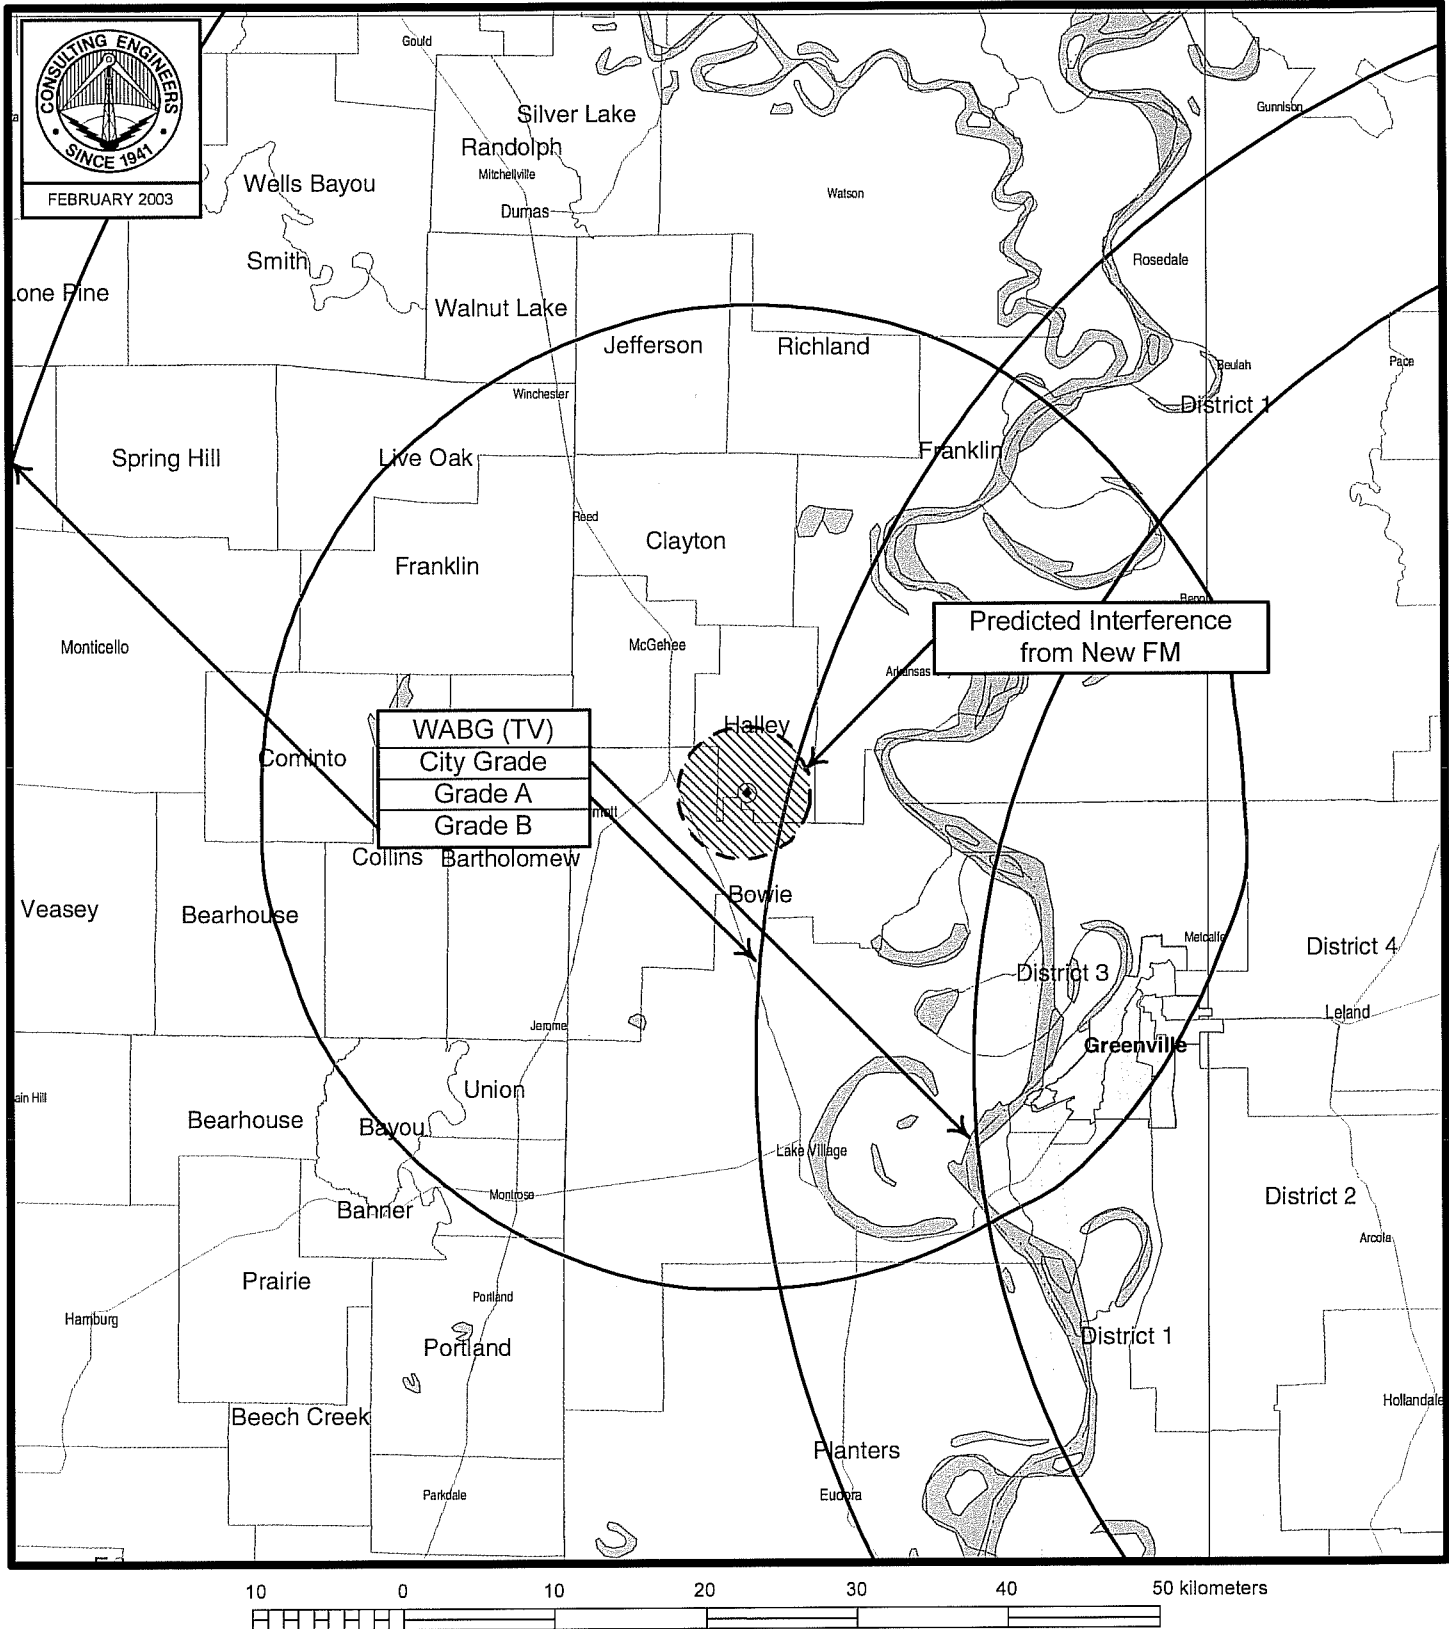 CONSULTING ENGINEERS
SINCE 1941
FEBRUARY 2003
Gould
Silver Lake
Randolph
Mitchellville
Dumas
Wells Bayou
Smith
Watson
Gunnison
Rosedale
Walnut Lake
Jefferson
Richland
Beulah
Pace
District 1
Winchester
Spring Hill
Live Oak
Franklin
Reed
Clayton
Franklin
Monticello
McGehee
Predicted Interference
from New FM
Arkansas
Halley
WABG (TV)
City Grade
Grade A
Grade B
Cominto
Collins
Bartholomew
Bowie
Veasey
Bearhouse
Metcalfe
District 4
District 3
Leland
Jerome
Greenville
Union
ain Hill
Bearhouse
Bayou
Lake Village
Montrose
District 2
Banner
Arcola
Prairie
Portland
Hamburg
Portland
District 1
Hollandale
Beech Creek
Planters
Parkdale
Eudora
10 0 10 20 30 40 50 kilometers